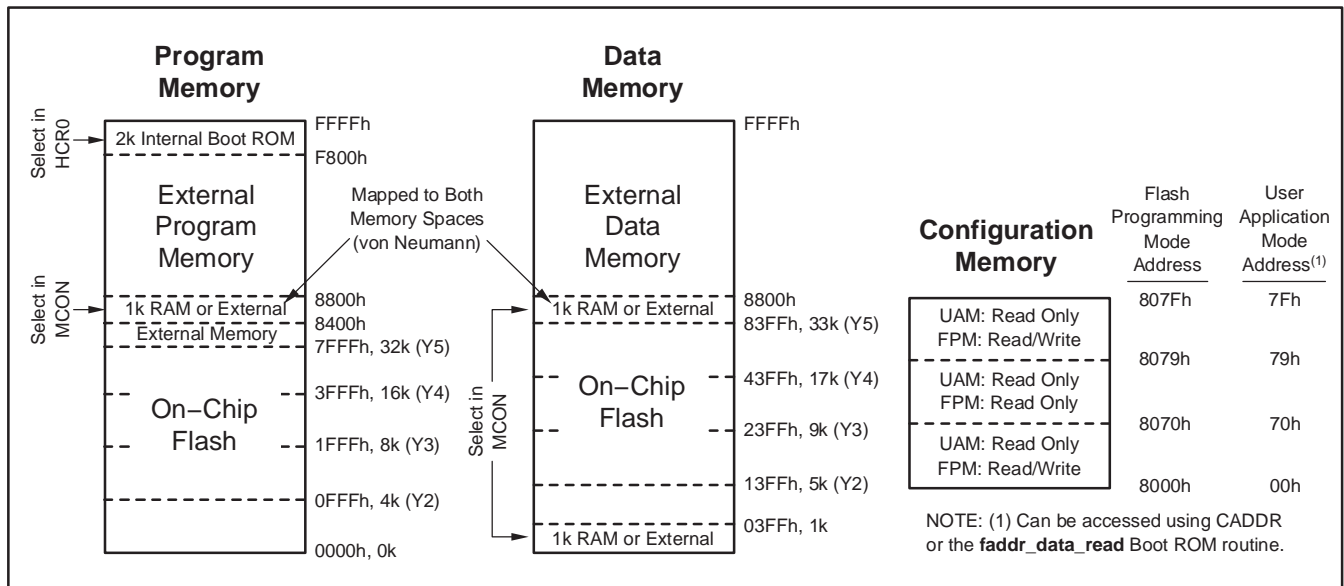 Program
Memory
Select in
HCR0
2k Internal Boot ROM
FFFFh
F800h
External
Program
Memory
Mapped to Both
Memory Spaces
(von Neumann)
Select in
MCON
1k RAM or External
8800h
8400h
External Memory
7FFFh, 32k (Y5)
3FFFh, 16k (Y4)
On−Chip
Flash
1FFFh, 8k (Y3)
0FFFh, 4k (Y2)
0000h, 0k
Data
Memory
FFFFh
External
Data
Memory
8800h
1k RAM or External
83FFh, 33k (Y5)
Select in
MCON
43FFh, 17k (Y4)
On−Chip
Flash
23FFh, 9k (Y3)
13FFh, 5k (Y2)
03FFh, 1k
1k RAM or External
Configuration
Memory
Flash
Programming
Mode
Address
User
Application
Mode
Address(1)
UAM: Read Only
FPM: Read/Write
807Fh
7Fh
8079h
79h
UAM: Read Only
FPM: Read Only
8070h
70h
UAM: Read Only
FPM: Read/Write
8000h
00h
NOTE: (1) Can be accessed using CADDR
or the faddr_data_read Boot ROM routine.